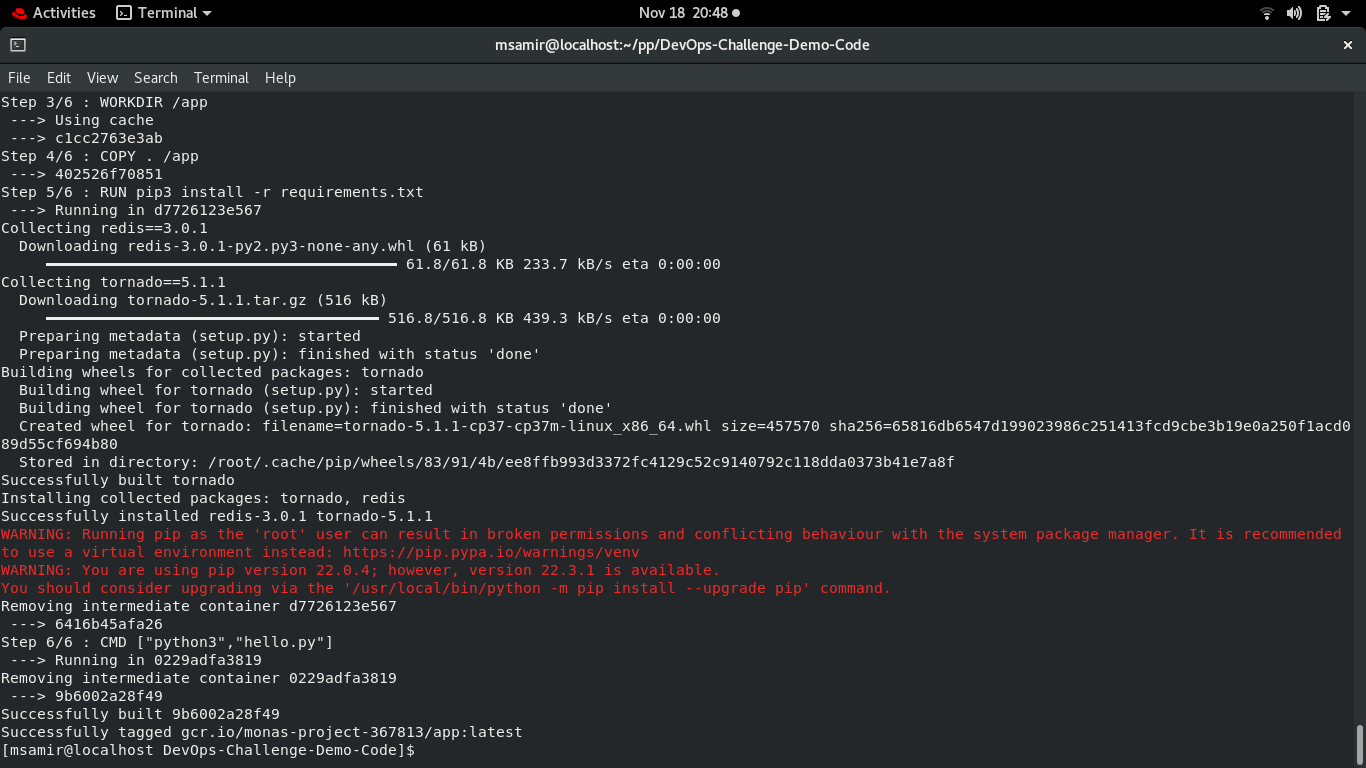 Activities Terminal Nov 18 20:48
msamir@localhost:~/pp/DevOps-Challenge-Demo-Code
File Edit View Search Terminal Help
Step 3/6 : WORKDIR /app
 ---> Using cache
 ---> c1cc2763e3ab
Step 4/6 : COPY . /app
 ---> 402526f70851
Step 5/6 : RUN pip3 install -r requirements.txt
 ---> Running in d7726123e567
Collecting redis==3.0.1
  Downloading redis-3.0.1-py2.py3-none-any.whl (61 kB)
61.8/61.8 KB 233.7 kB/s eta 0:00:00
Collecting tornado==5.1.1
  Downloading tornado-5.1.1.tar.gz (516 kB)
516.8/516.8 KB 439.3 kB/s eta 0:00:00
  Preparing metadata (setup.py): started
  Preparing metadata (setup.py): finished with status 'done'
Building wheels for collected packages: tornado
  Building wheel for tornado (setup.py): started
  Building wheel for tornado (setup.py): finished with status 'done'
  Created wheel for tornado: filename=tornado-5.1.1-cp37-cp37m-linux_x86_64.whl size=457570 sha256=65816db6547d199023986c251413fcd9cbe3b19e0a250f1acd0
89d55cf694b80
  Stored in directory: /root/.cache/pip/wheels/83/91/4b/ee8ffb993d3372fc4129c52c9140792c118dda0373b41e7a8f
Successfully built tornado
Installing collected packages: tornado, redis
Successfully installed redis-3.0.1 tornado-5.1.1
WARNING: Running pip as the 'root' user can result in broken permissions and conflicting behaviour with the system package manager. It is recommended
to use a virtual environment instead: https://pip.pypa.io/warnings/venv
WARNING: You are using pip version 22.0.4; however, version 22.3.1 is available.
You should consider upgrading via the '/usr/local/bin/python -m pip install --upgrade pip' command.
Removing intermediate container d7726123e567
 ---> 6416b45afa26
Step 6/6 : CMD ["python3","hello.py"]
 ---> Running in 0229adfa3819
Removing intermediate container 0229adfa3819
 ---> 9b6002a28f49
Successfully built 9b6002a28f49
Successfully tagged gcr.io/monas-project-367813/app:latest
[msamir@localhost DevOps-Challenge-Demo-Code]$